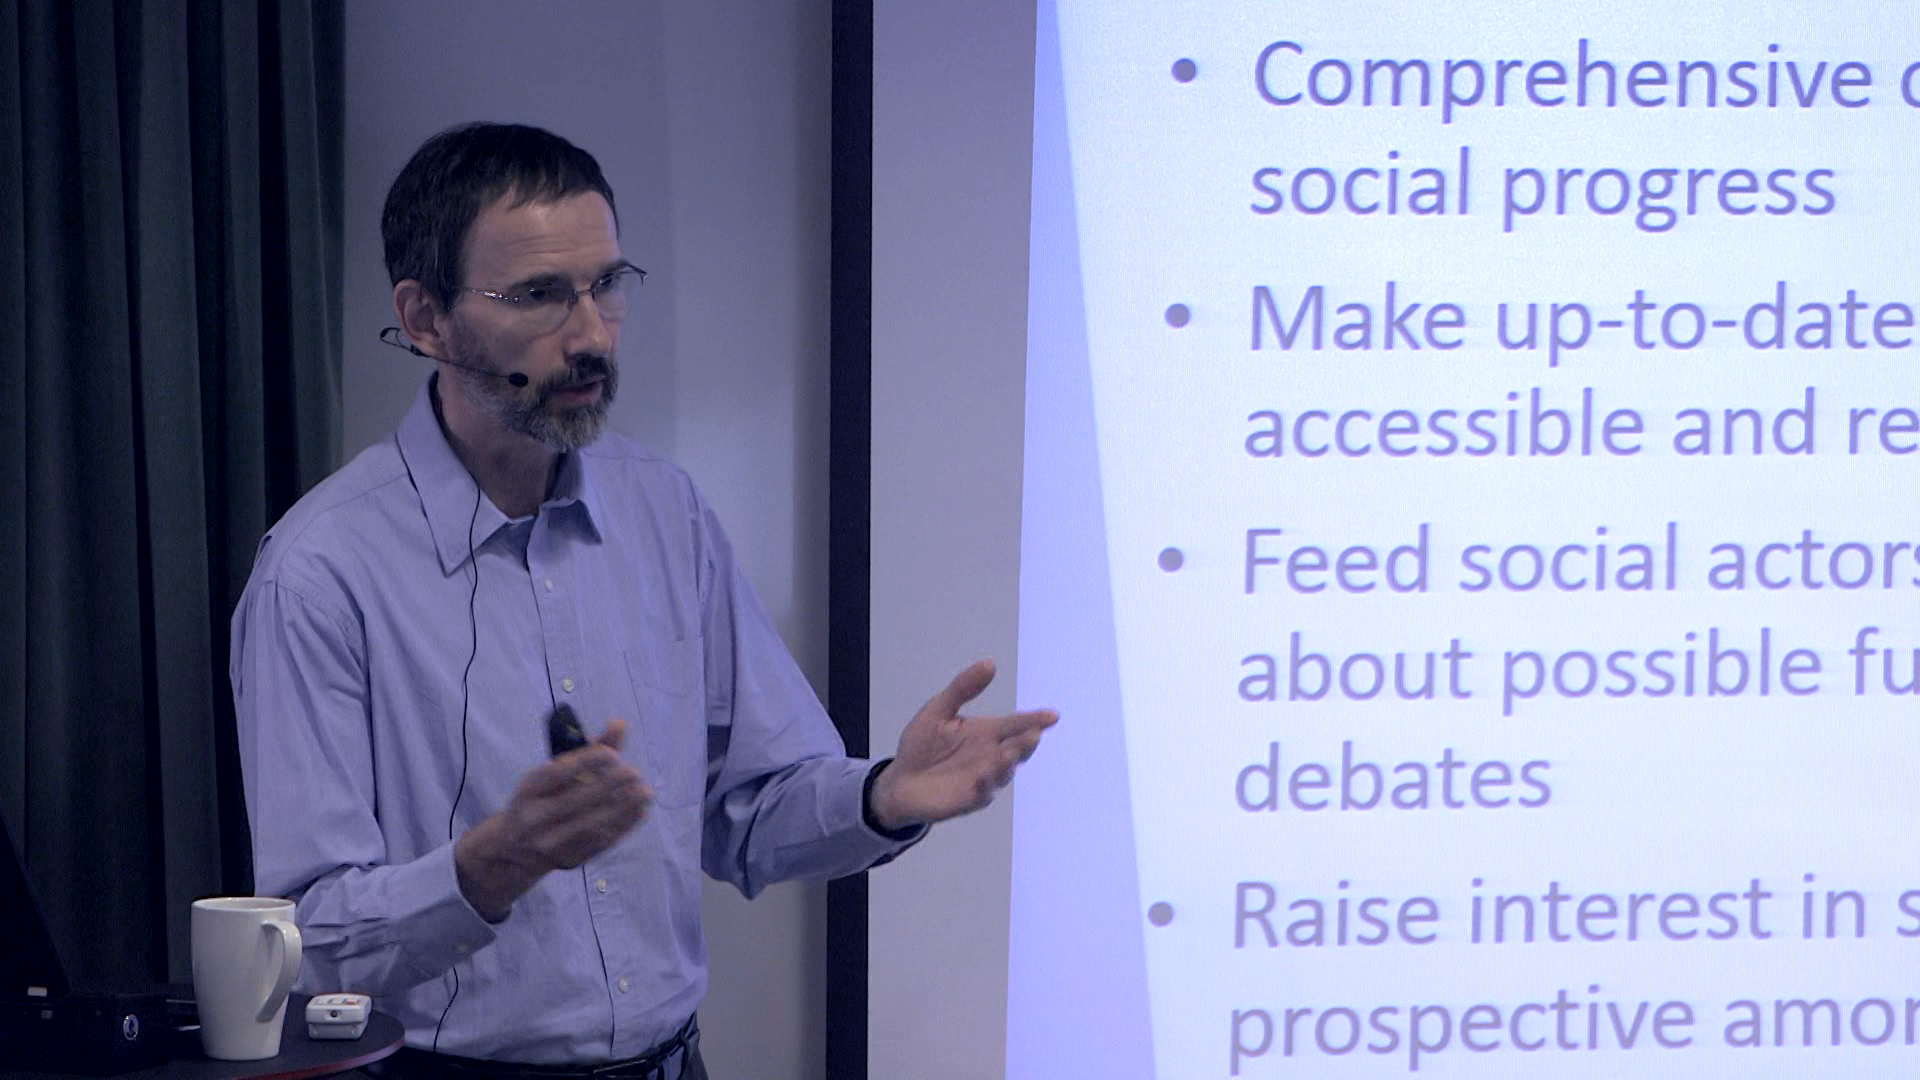 • Comprehensive
social progress
• Make up-to-date
accessible and
• Feed social actors
about possible
debates
• Raise interest in
prospective